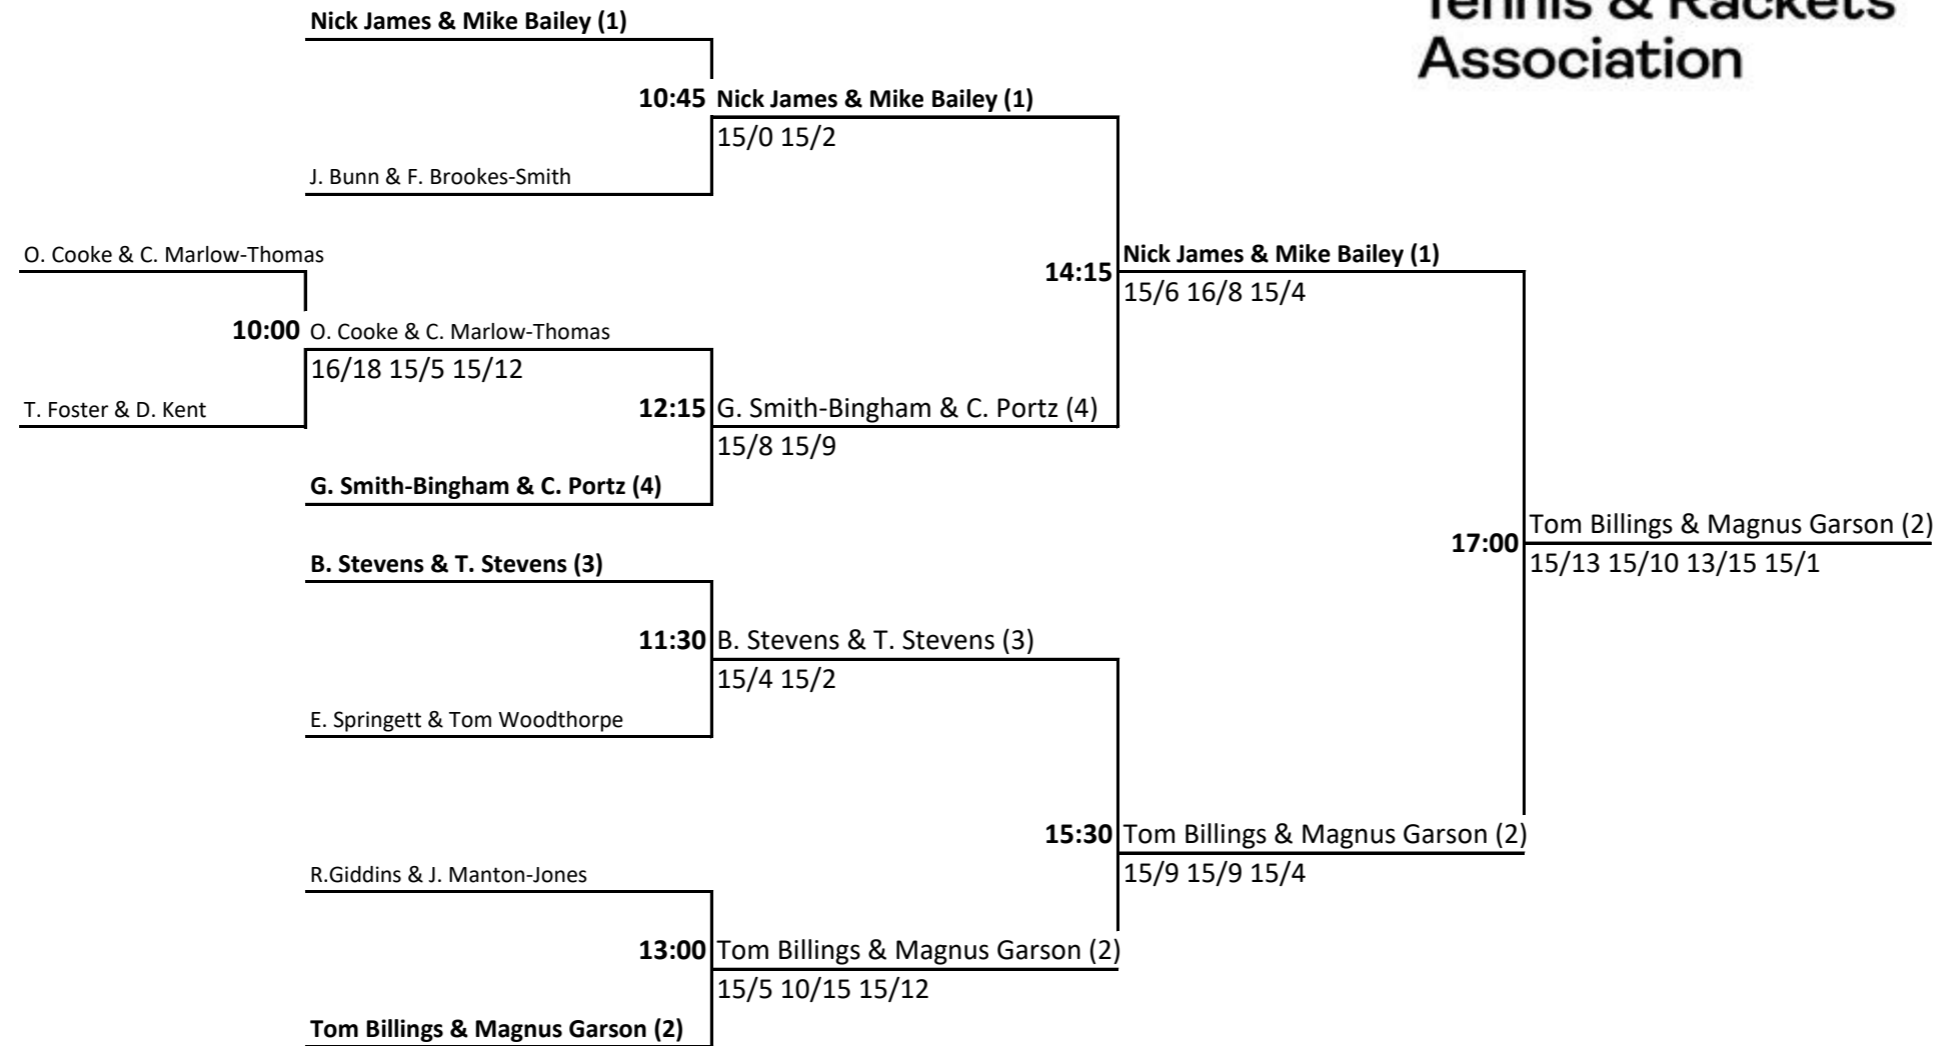 Tennis & Rackets
Association
Nick James & Mike Bailey (1)
10:45 Nick James & Mike Bailey (1)
15/0 15/2
J. Bunn & F. Brookes-Smith
O. Cooke & C. Marlow-Thomas
14:15 Nick James & Mike Bailey (1)
15/6 16/8 15/4
10:00 O. Cooke & C. Marlow-Thomas
16/18 15/5 15/12
T. Foster & D. Kent
12:15 G. Smith-Bingham & C. Portz (4)
15/8 15/9
G. Smith-Bingham & C. Portz (4)
17:00 Tom Billings & Magnus Garson (2)
15/13 15/10 13/15 15/1
B. Stevens & T. Stevens (3)
11:30 B. Stevens & T. Stevens (3)
15/4 15/2
E. Springett & Tom Woodthorpe
15:30 Tom Billings & Magnus Garson (2)
15/9 15/9 15/4
R.Giddins & J. Manton-Jones
13:00 Tom Billings & Magnus Garson (2)
15/5 10/15 15/12
Tom Billings & Magnus Garson (2)